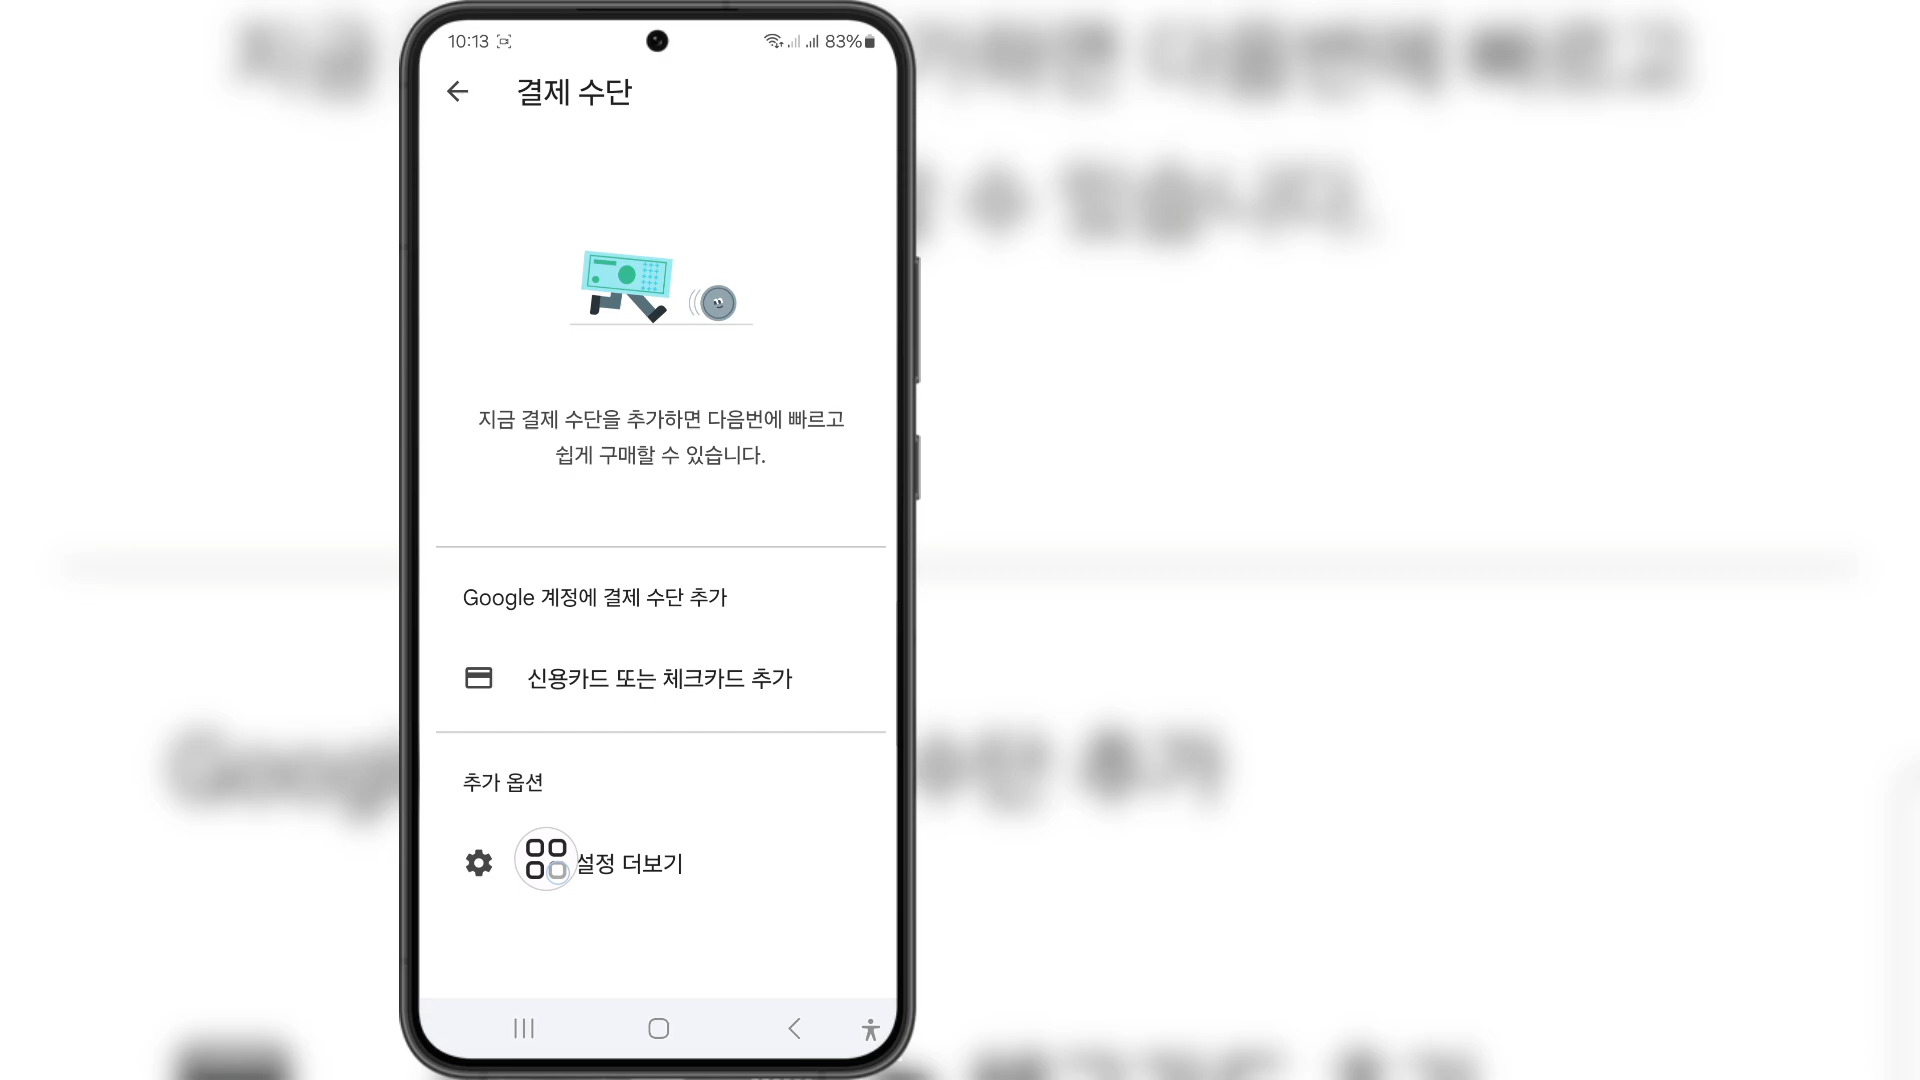 10:13
83%
결제 수단
지금 결제 수단을 추가하면 다음번에 빠르고
쉽게 구매할 수 있습니다.
Google 계정에 결제 수단 추가
신용카드 또는 체크카드 추가
추가 옵션
설정 더보기